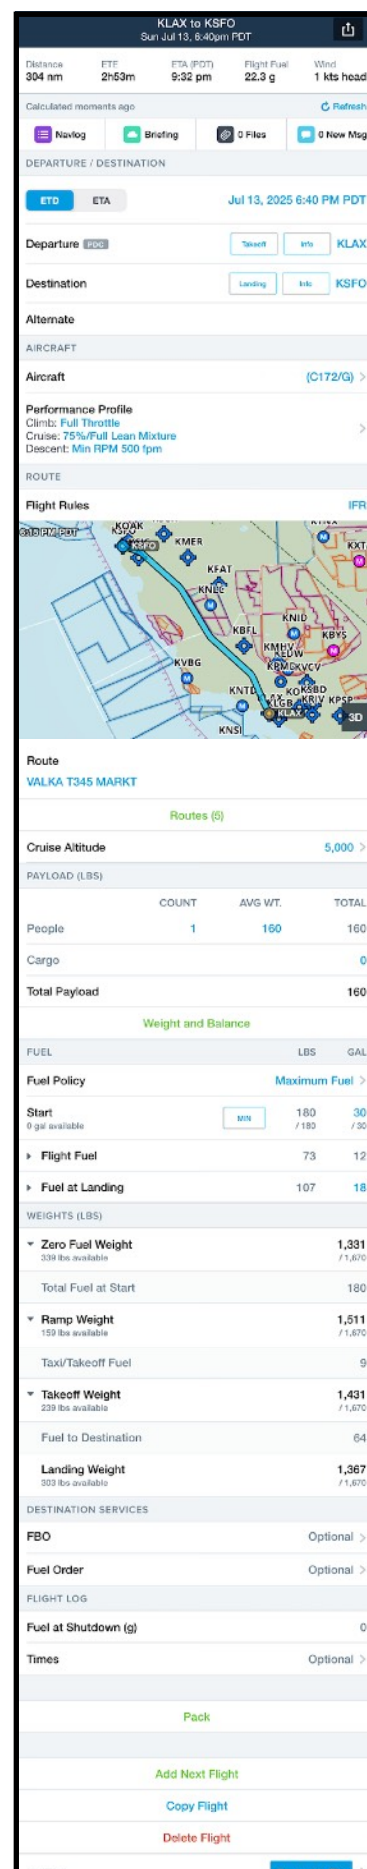 KLAX to KSFO
Sun Jul 13, 6:40pm PDT
Distance ETE ETA (PDT) Flight Fuel Wind
304 nm 2h53m 9:32 pm 22.3 g 1 kts head
Calculated moments ago Refresh
Navlog Briefing 0 Files 0 New Msg
DEPARTURE / DESTINATION
ETD ETA Jul 13, 2025 6:40 PM PDT
Departure PDC Takeoff Info KLAX
Destination Landing Info KSFO
Alternate
AIRCRAFT
Aircraft (C172/G)
Performance Profile
Climb: Full Throttle
Cruise: 75%/Full Lean Mixture
Descent: Min RPM 500 fpm
ROUTE
Flight Rules IFR
KOAK
KSFO
KMER
KXT
KFAT
KNLC
KNID
KBFL
KBYS
KMHV
KEDW
KPMD
KVCV
KVBG
KNTD
KSBD
KLGB
KRIV
KPSP
KLAX
3D
KNSI
Route
VALKA T345 MARKT
Routes (5)
Cruise Altitude 5,000
PAYLOAD (LBS)
COUNT AVG WT. TOTAL
People 1 160 160
Cargo 0
Total Payload 160
Weight and Balance
FUEL LBS GAL
Fuel Policy Maximum Fuel
Start MIN 180 30
0 gal available / 180 / 30
Flight Fuel 73 12
Fuel at Landing 107 18
WEIGHTS (LBS)
Zero Fuel Weight 1,331
339 lbs available / 1,670
Total Fuel at Start 180
Ramp Weight 1,511
159 lbs available / 1,670
Taxi/Takeoff Fuel 9
Takeoff Weight 1,431
239 lbs available / 1,670
Fuel to Destination 64
Landing Weight 1,367
303 lbs available / 1,670
DESTINATION SERVICES
FBO Optional
Fuel Order Optional
FLIGHT LOG
Fuel at Shutdown (g) 0
Times Optional
Pack
Add Next Flight
Copy Flight
Delete Flight